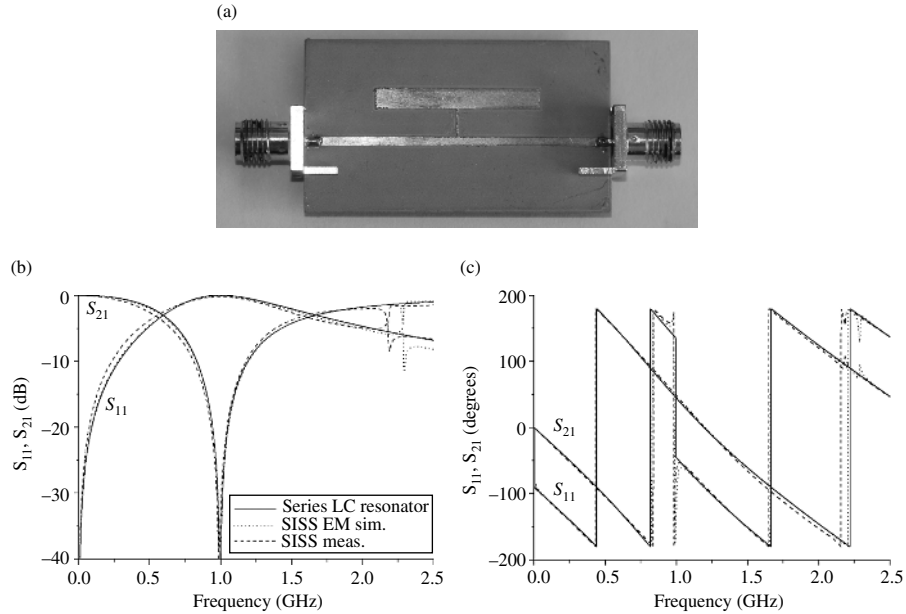 (a)
(b)
(c)
0
-10
-20
-30
-40
S11, S21 (dB)
S21
S11
Series LC resonator
SISS EM sim.
SISS meas.
0.0
0.5
1.0
1.5
2.0
2.5
Frequency (GHz)
200
100
0
-100
-200
S11, S21 (degrees)
S21
S11
0.0
0.5
1.0
1.5
2.0
2.5
Frequency (GHz)